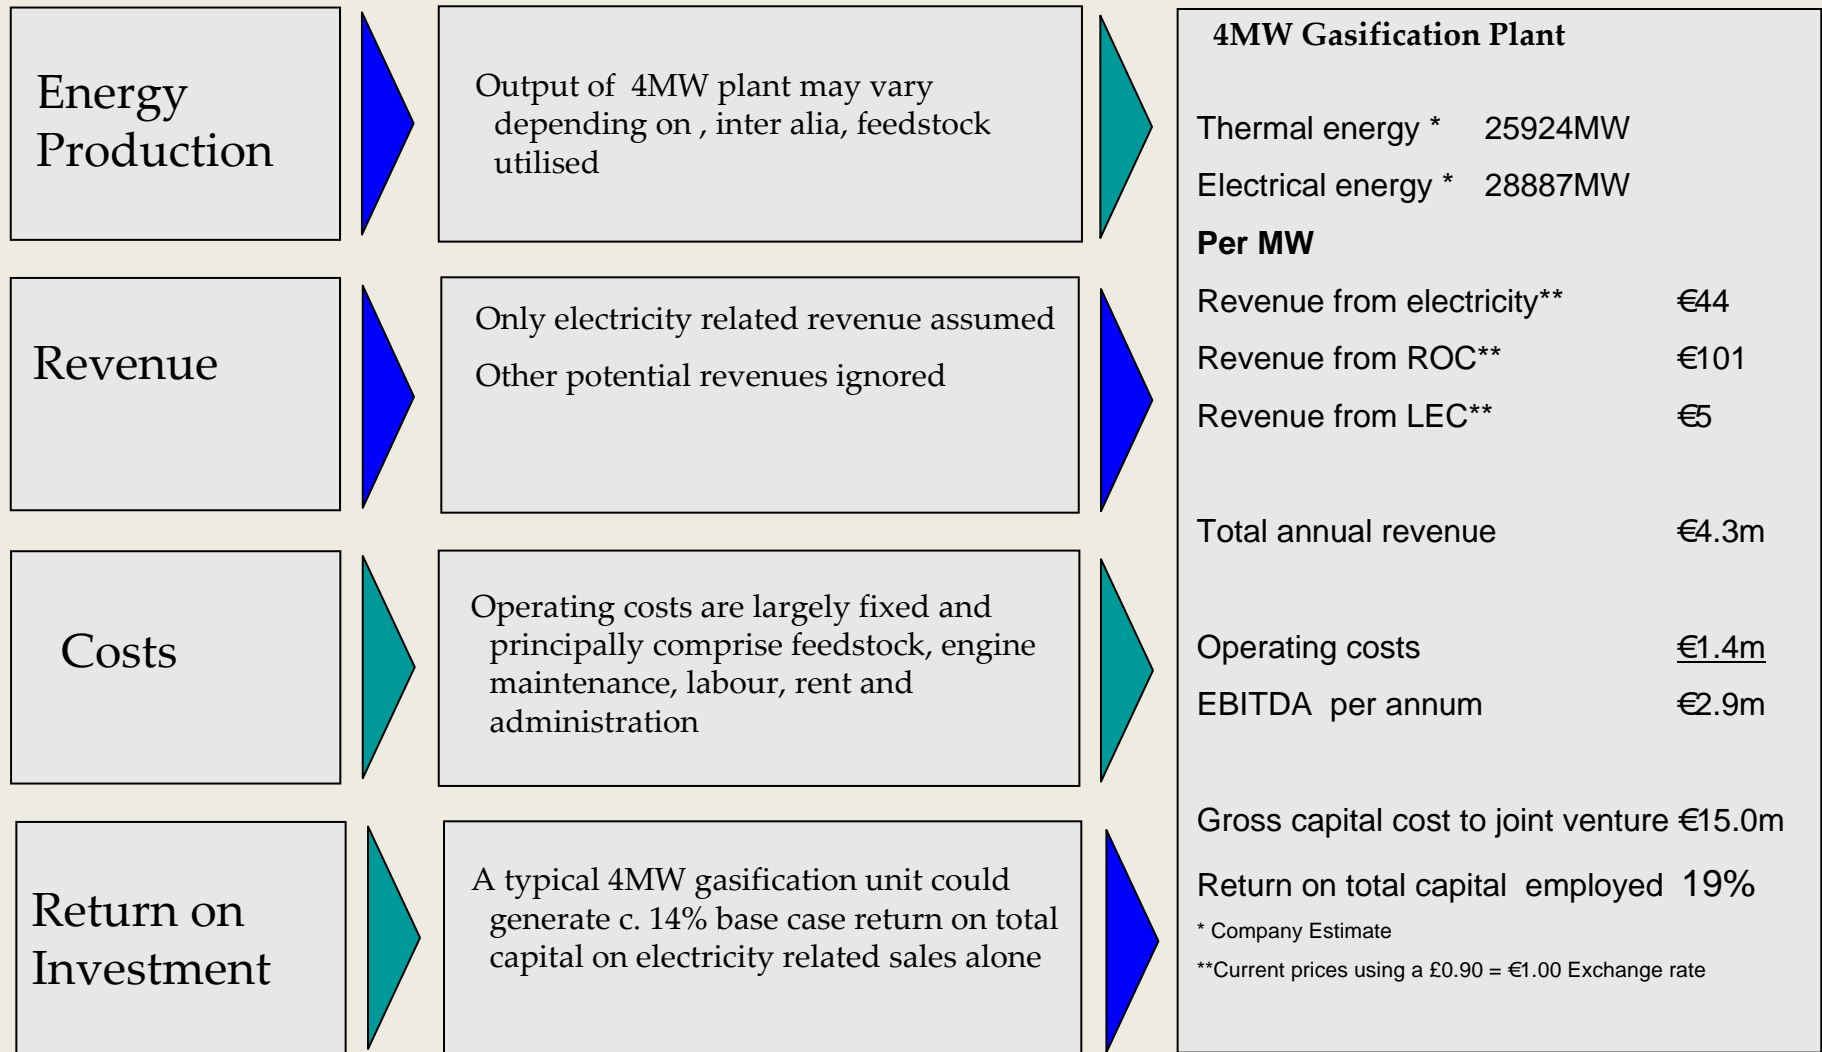 Energy
Production
Output of 4MW plant may vary
depending on , inter alia, feedstock
utilised
Revenue
Only electricity related revenue assumed
Other potential revenues ignored
Costs
Operating costs are largely fixed and
principally comprise feedstock, engine
maintenance, labour, rent and
administration
Return on
Investment
A typical 4MW gasification unit could
generate c. 14% base case return on total
capital on electricity related sales alone
4MW Gasification Plant
Thermal energy * 25924MW
Electrical energy * 28887MW
Per MW
Revenue from electricity** €44
Revenue from ROC** €101
Revenue from LEC** €5
Total annual revenue €4.3m
Operating costs €1.4m
EBITDA per annum €2.9m
Gross capital cost to joint venture €15.0m
Return on total capital employed 19%
* Company Estimate
**Current prices using a £0.90 = €1.00 Exchange rate